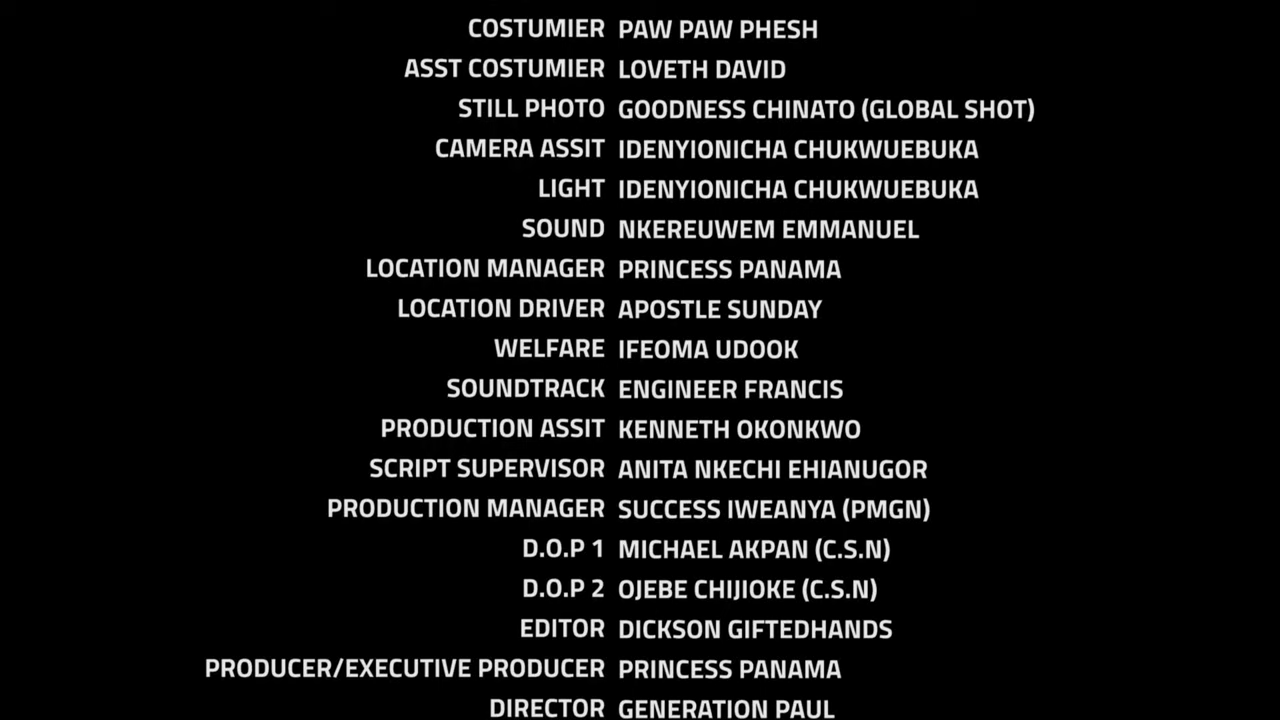 COSTUMIER PAW PAW PHESH
ASST COSTUMIER LOVETH DAVID
STILL PHOTO GOODNESS CHINATO (GLOBAL SHOT)
CAMERA ASSIT IDENYIONICHA CHUKWUEBUKA
LIGHT IDENYIONICHA CHUKWUEBUKA
SOUND NKEREUWEM EMMANUEL
LOCATION MANAGER PRINCESS PANAMA
LOCATION DRIVER APOSTLE SUNDAY
WELFARE IFEOMA UDOOK
SOUNDTRACK ENGINEER FRANCIS
PRODUCTION ASSIT KENNETH OKONKWO
SCRIPT SUPERVISOR ANITA NKECHI EHIANUGOR
PRODUCTION MANAGER SUCCESS IWEANYA (PMGN)
D.O.P 1 MICHAEL AKPAN (C.S.N)
D.O.P 2 OJEBE CHIJIOKE (C.S.N)
EDITOR DICKSON GIFTEDHANDS
PRODUCER/EXECUTIVE PRODUCER PRINCESS PANAMA
DIRECTOR GENERATION PAUL